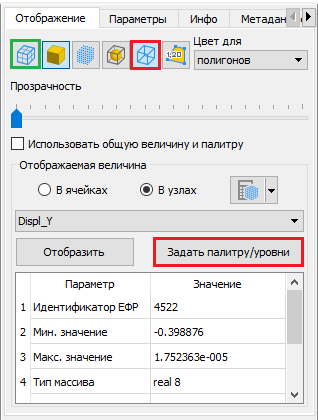 Отображение Параметры Инфо Метадан
Цвет для
1:20
полигонов
Прозрачность
Использовать общую величину и палитру
Отображаемая величина
В ячейках В узлах
Displ_Y
Отобразить Задать палитру/уровни
Параметр Значение
1 Идентификатор ЕФР 4522
2 Мин. значение -0.398876
3 Макс. значение 1.752363e-005
4 Тип массива real 8